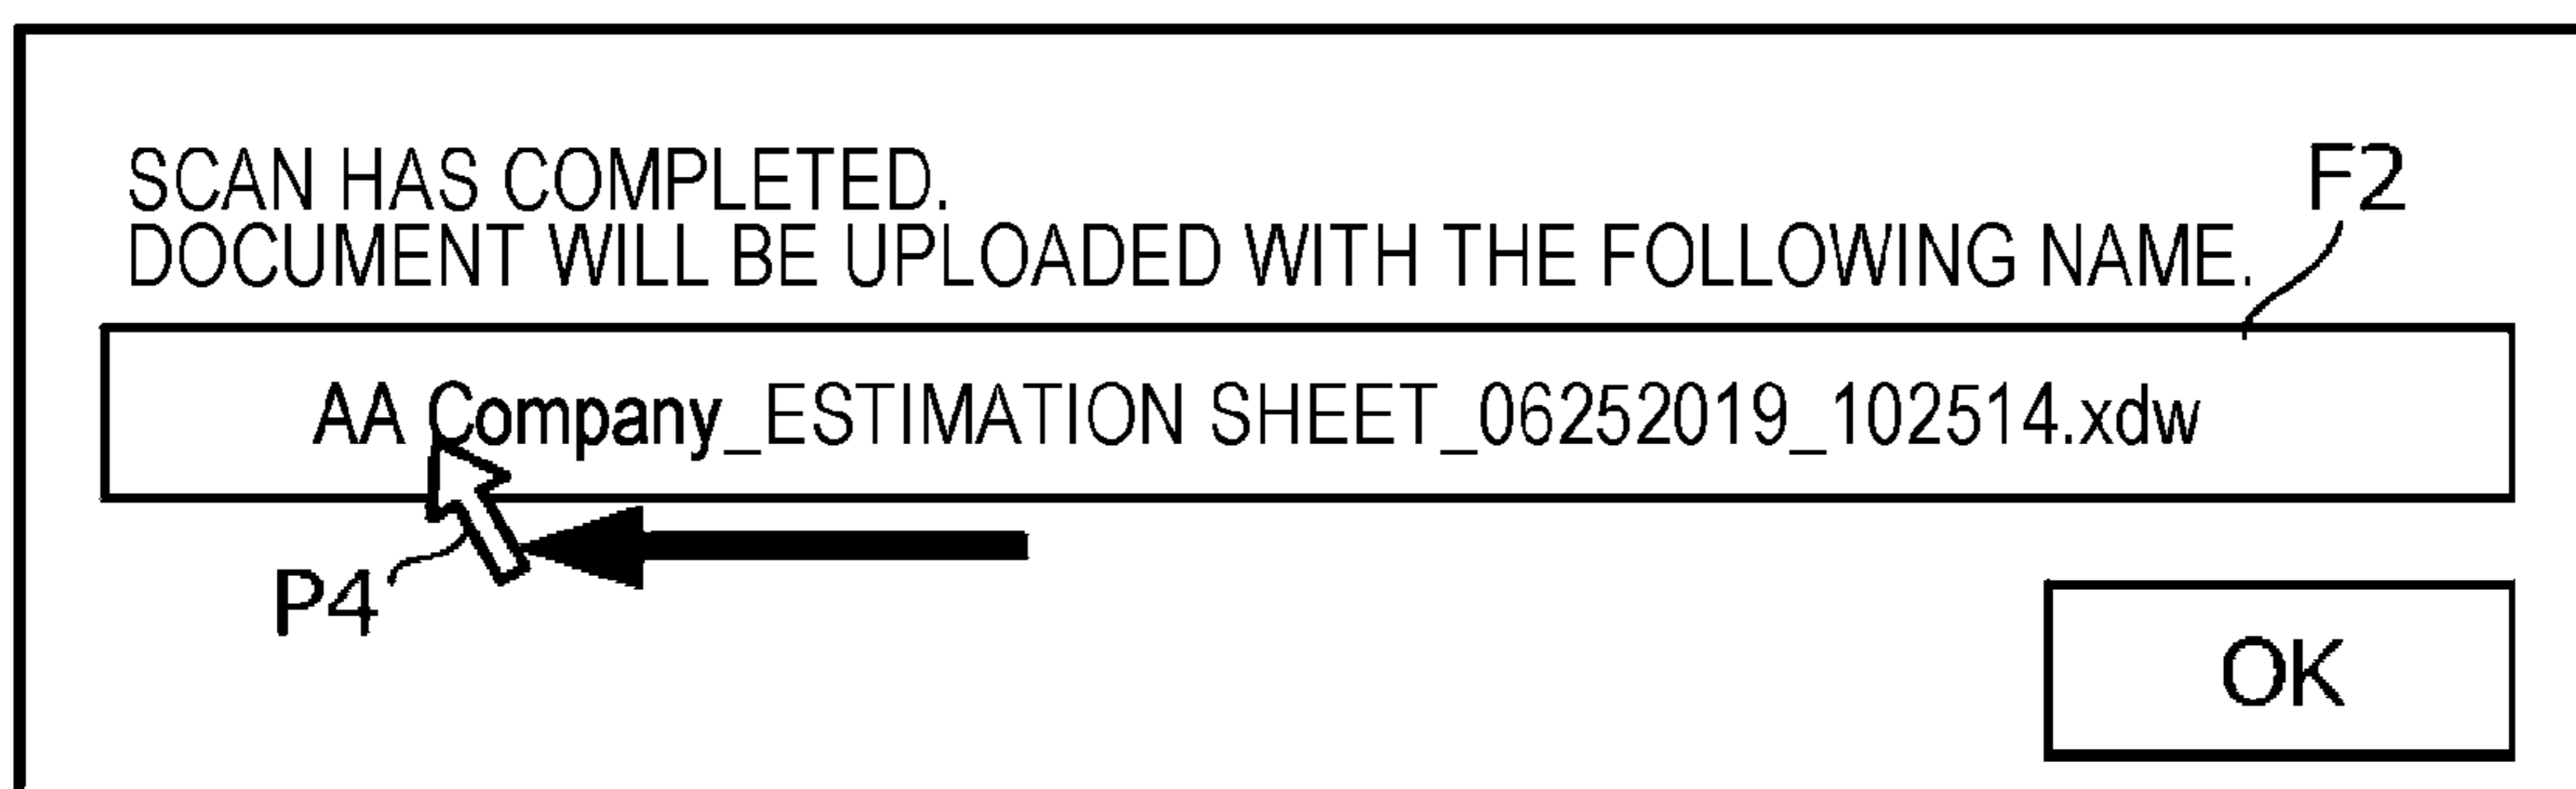 SCAN HAS COMPLETED.
F2
DOCUMENT WILL BE UPLOADED WITH THE FOLLOWING NAME.
AA Company_ESTIMATION SHEET_06252019_102514.xdw
P4
OK